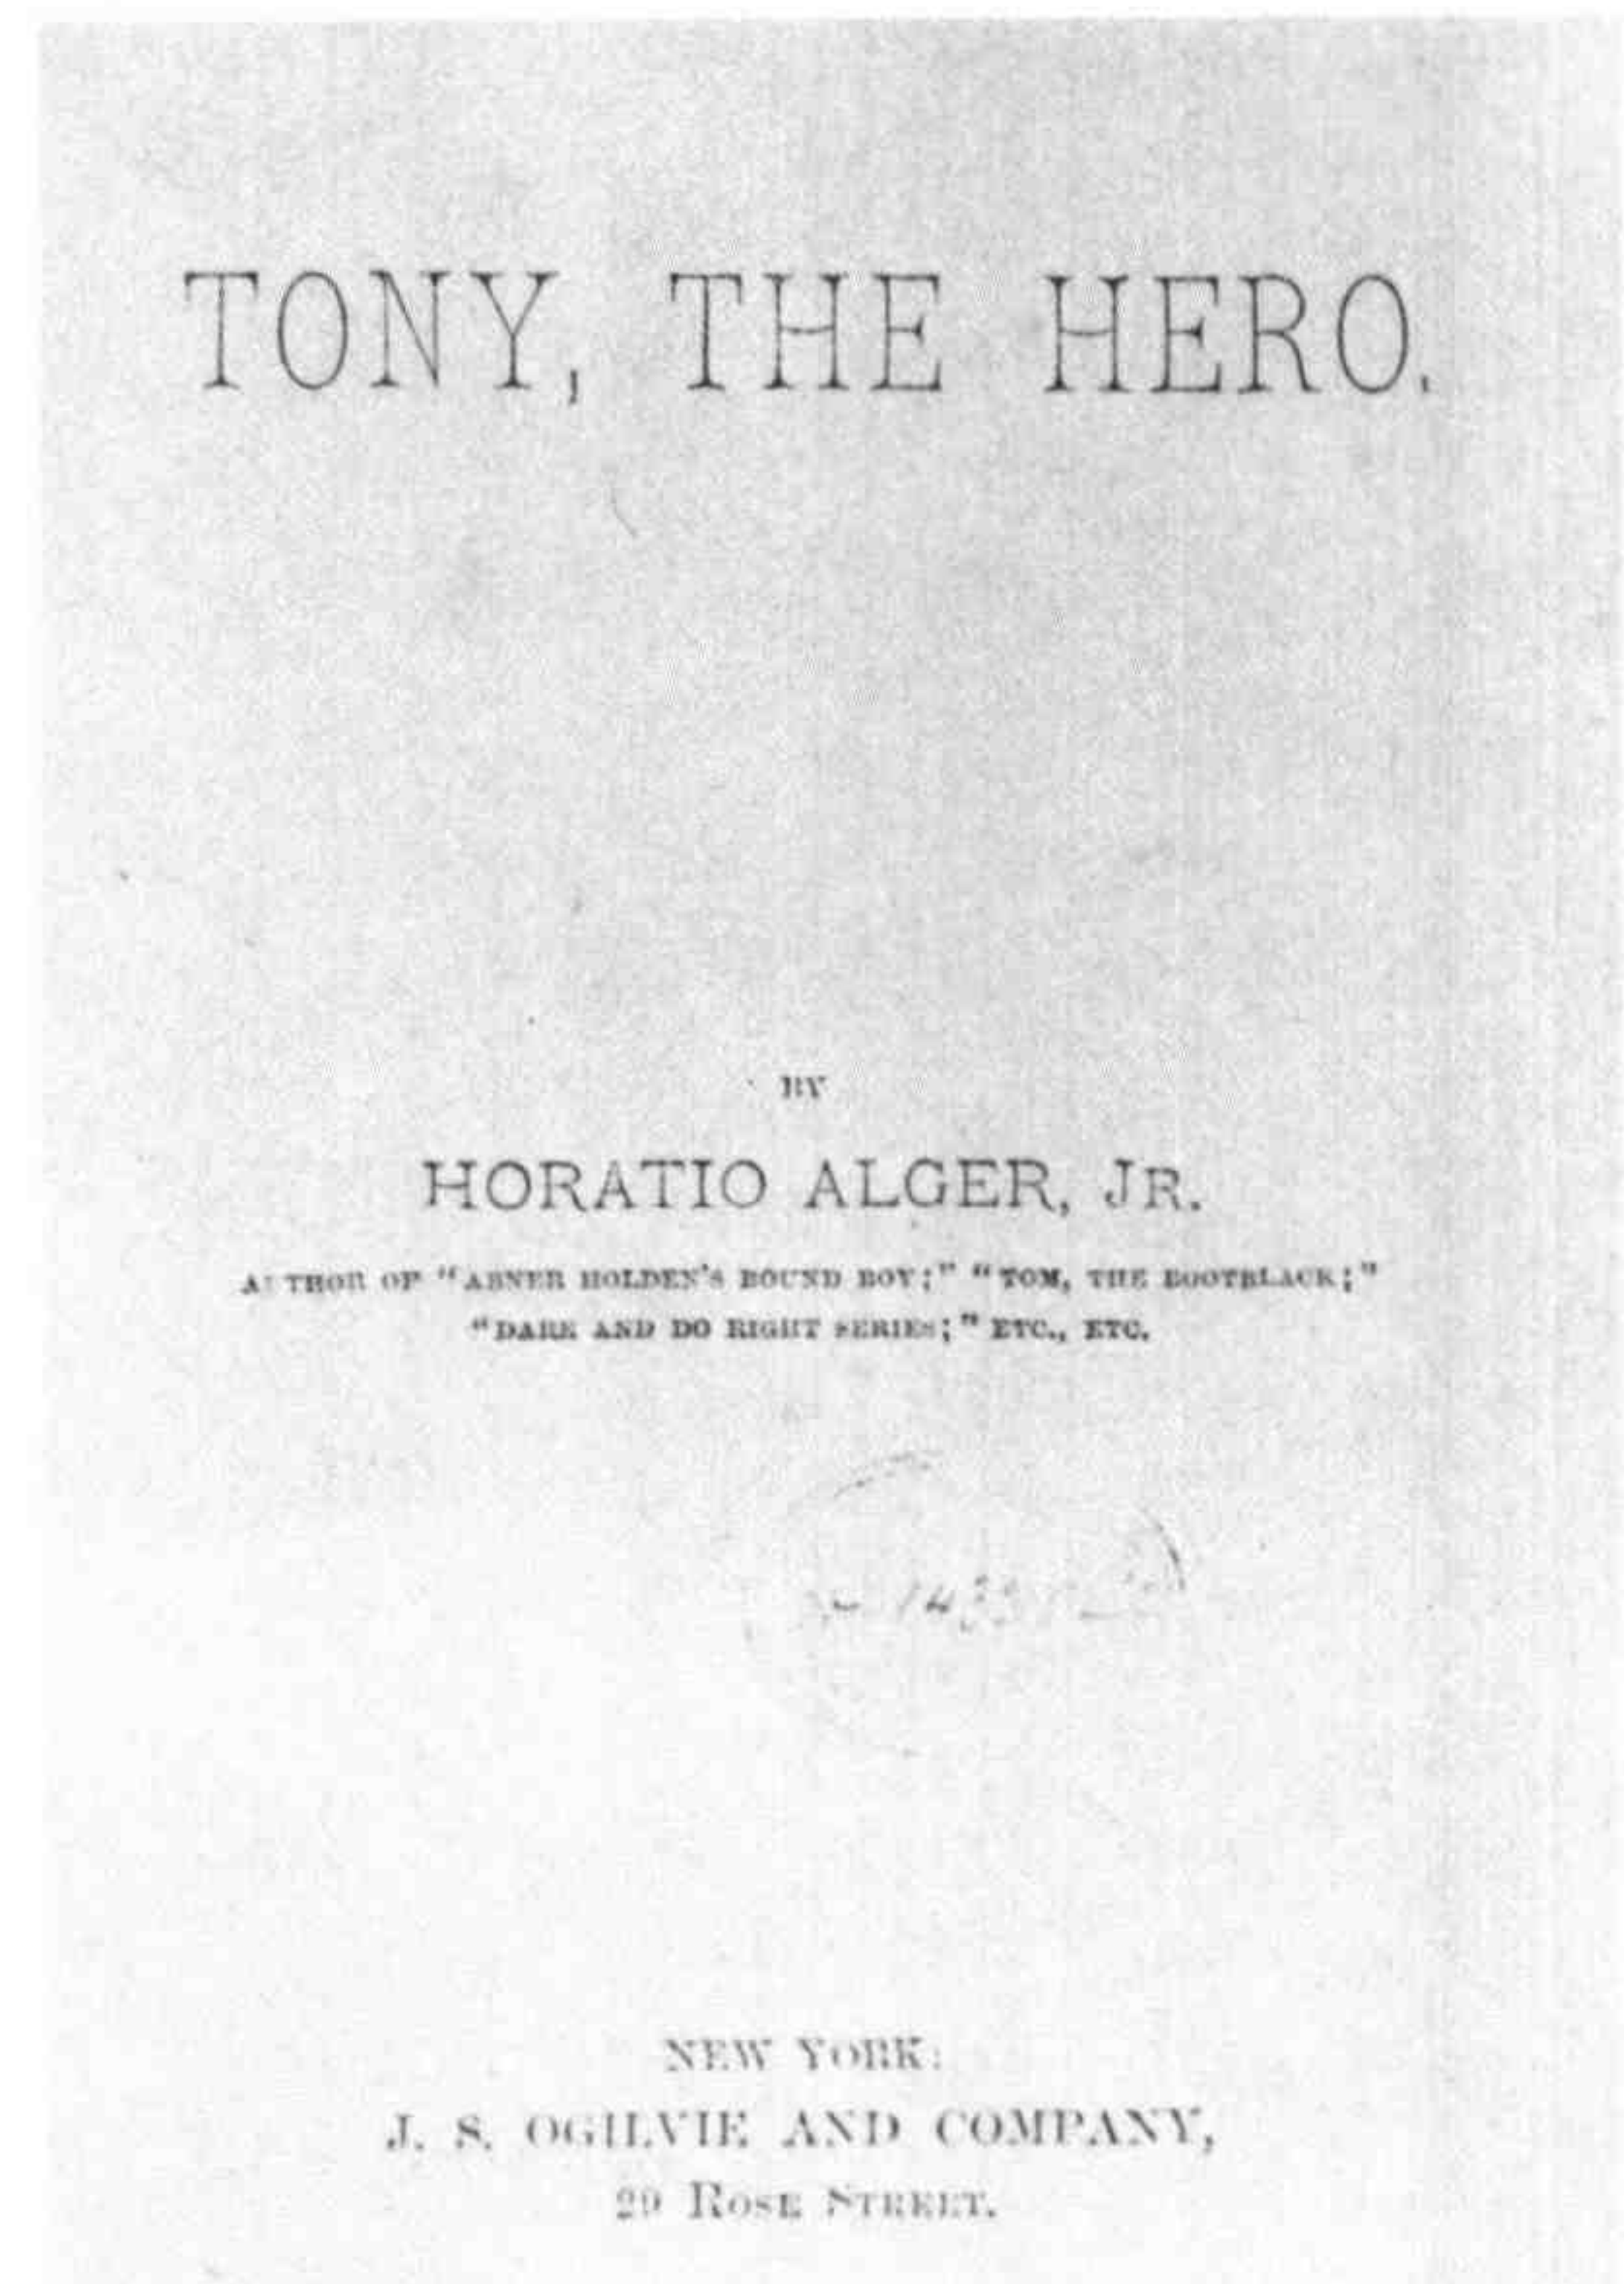 TONY, THE HERO.
BY
HORATIO ALGER, JR.
AUTHOR OF "ABNER HOLDEN'S BOUND BOY;" "TOM, THE BOOTBLACK;"
"DARE AND DO RIGHT SERIES;" ETC., ETC.
NEW YORK:
J. S. OGILVIE AND COMPANY,
29 ROSE STREET.